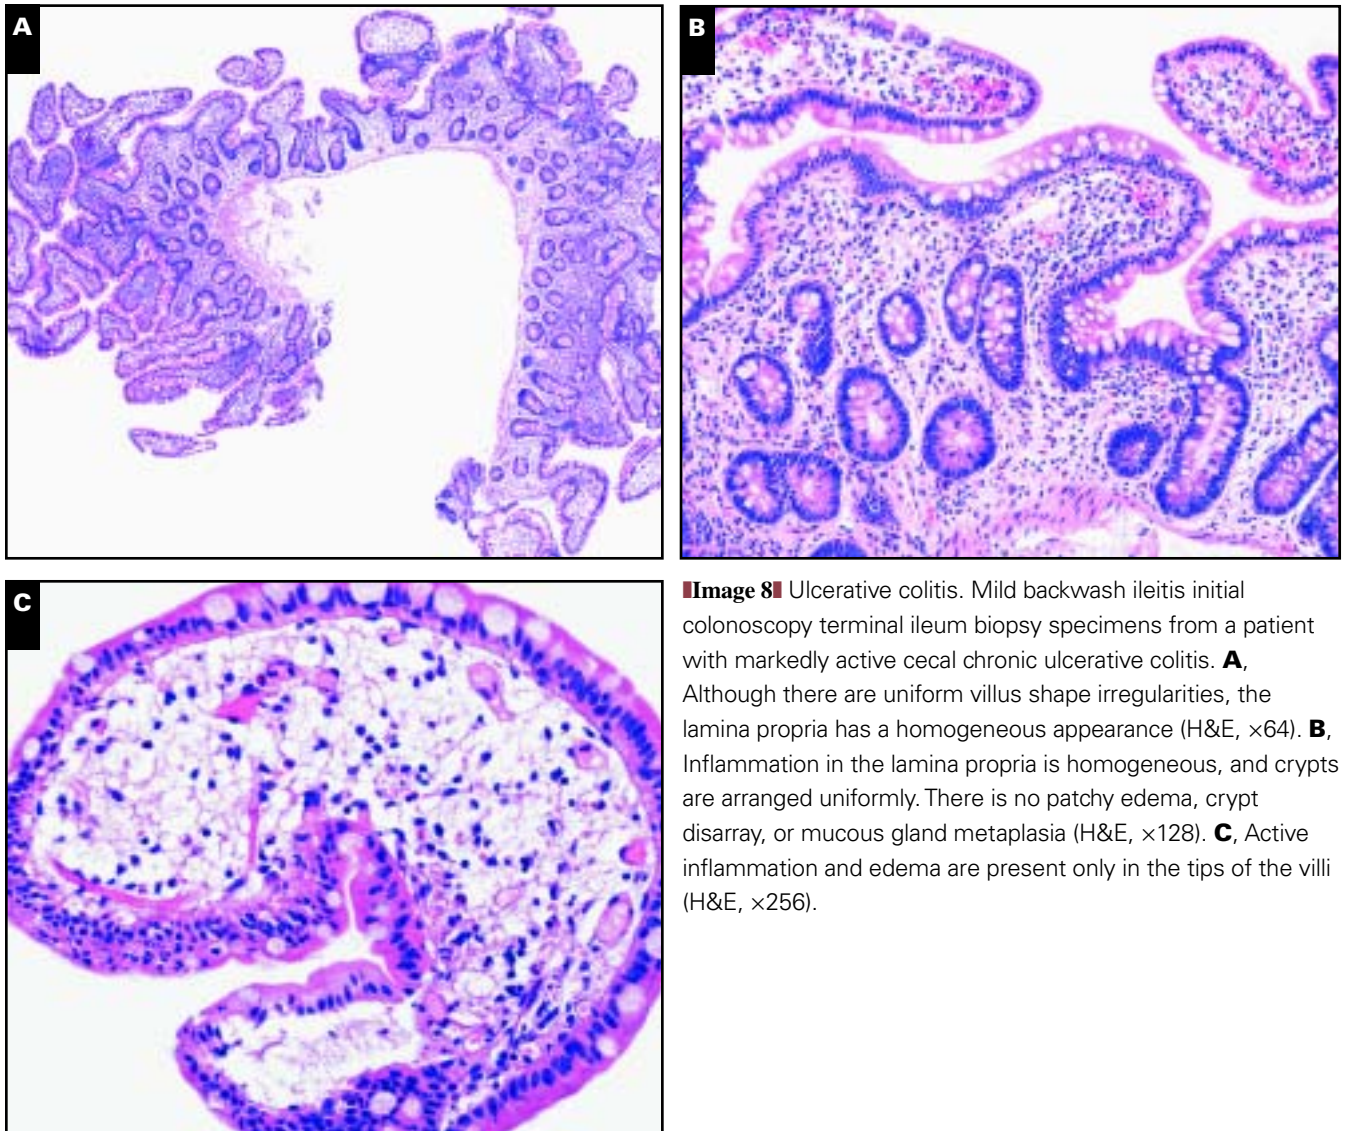 A
B
C
Image 8 Ulcerative colitis. Mild backwash ileitis initial
colonoscopy terminal ileum biopsy specimens from a patient
with markedly active cecal chronic ulcerative colitis. A,
Although there are uniform villus shape irregularities, the
lamina propria has a homogeneous appearance (H&E, ×64). B,
Inflammation in the lamina propria is homogeneous, and crypts
are arranged uniformly. There is no patchy edema, crypt
disarray, or mucous gland metaplasia (H&E, ×128). C, Active
inflammation and edema are present only in the tips of the villi
(H&E, ×256).